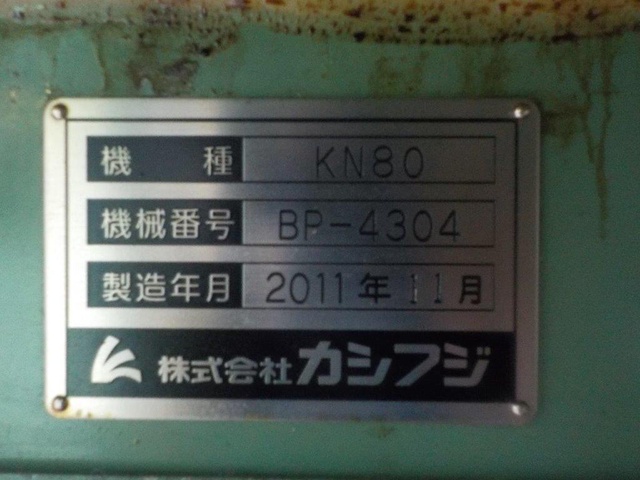 機種 KN80
機械番号 BP-4304
製造年月 2011年11月
株式会社カシフジ